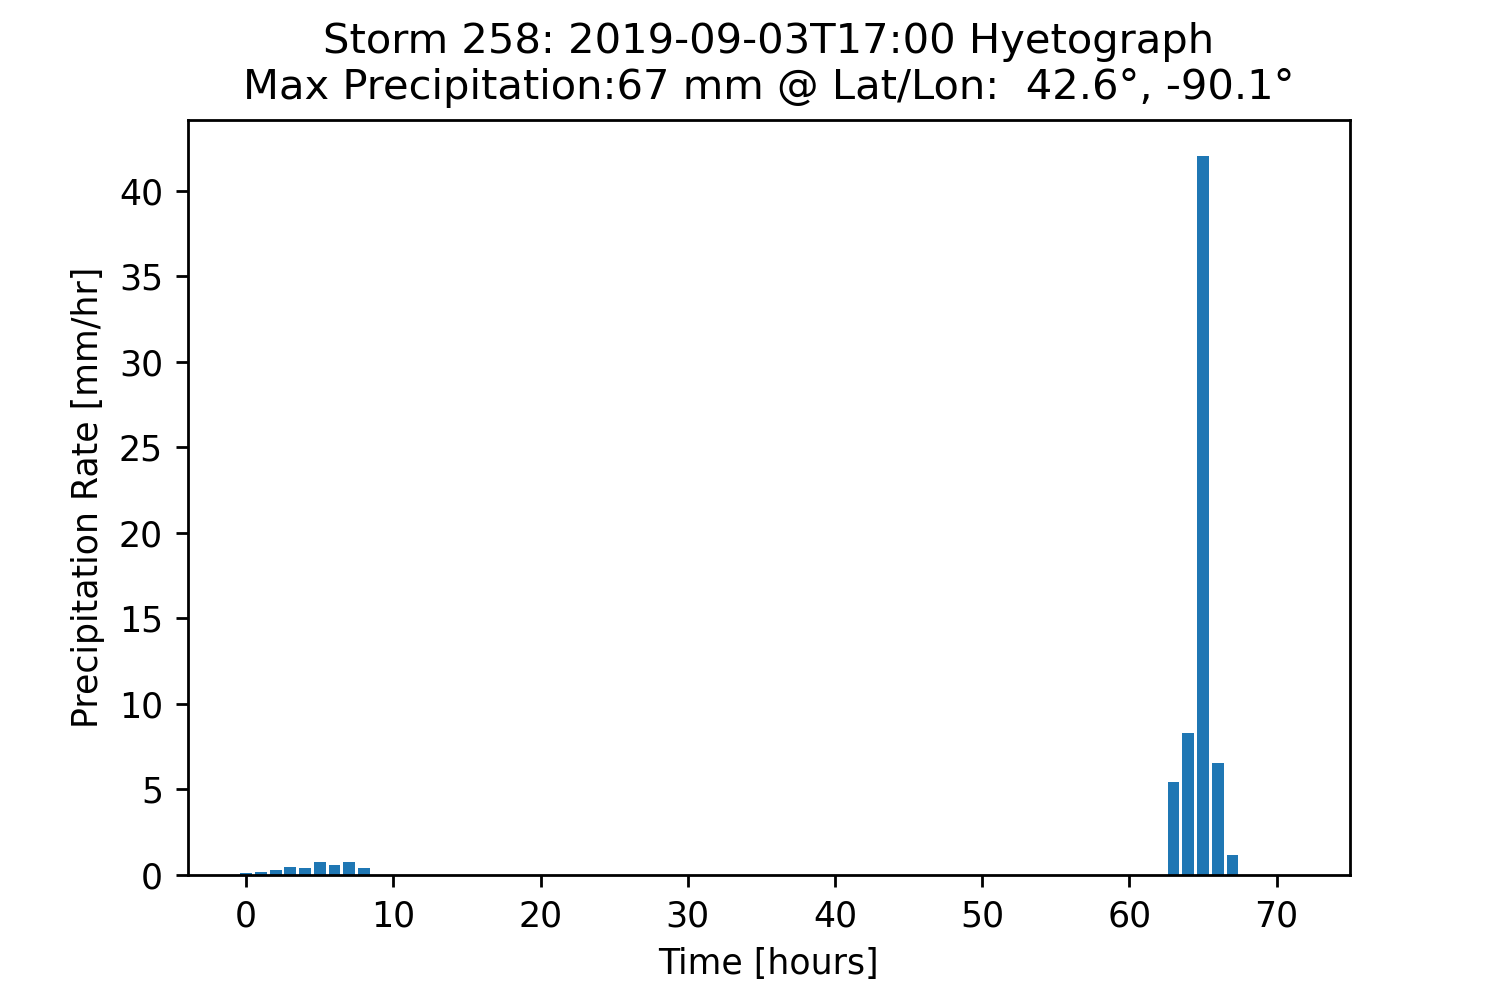 Storm 258: 2019-09-03T17:00 Hyetograph
Max Precipitation:67 mm @ Lat/Lon:  42.6°, -90.1°
Precipitation Rate [mm/hr]
40
35
30
25
20
15
10
5
0
0 10 20 30 40 50 60 70
Time [hours]